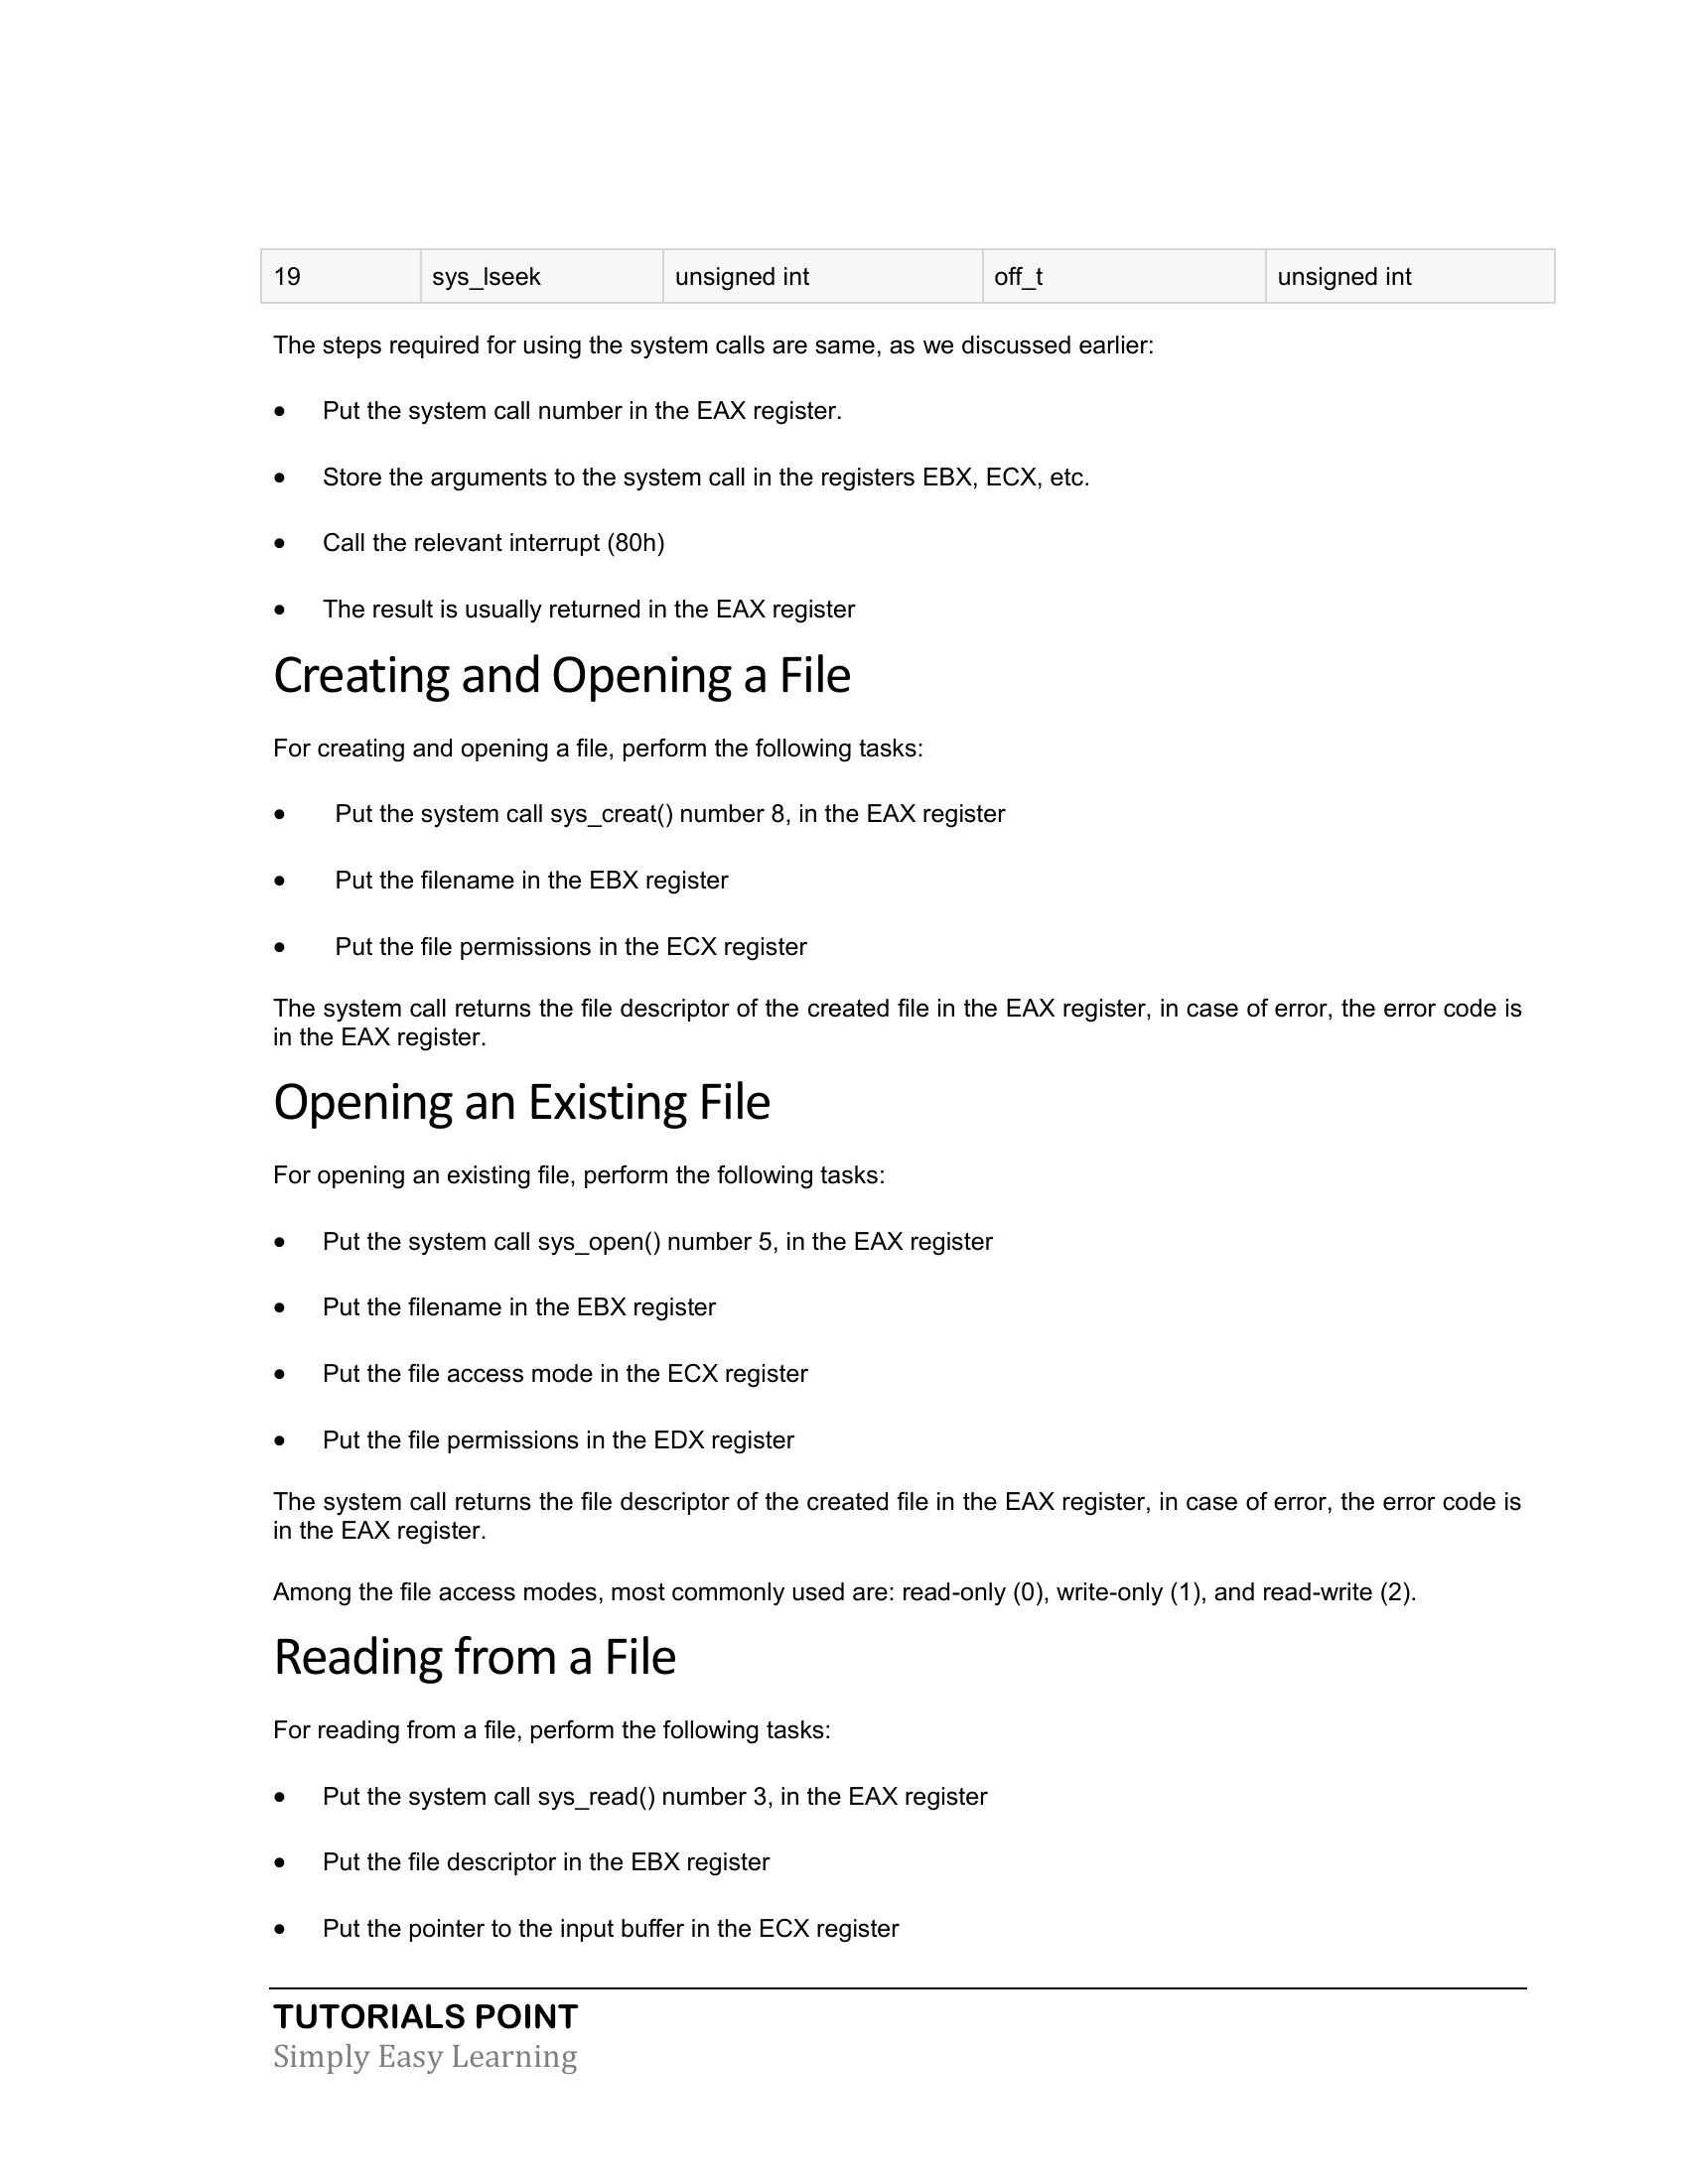 19 sys_lseek unsigned int off_t unsigned int
The steps required for using the system calls are same, as we discussed earlier:
• Put the system call number in the EAX register.
• Store the arguments to the system call in the registers EBX, ECX, etc.
• Call the relevant interrupt (80h)
• The result is usually returned in the EAX register
Creating and Opening a File
For creating and opening a file, perform the following tasks:
• Put the system call sys_creat() number 8, in the EAX register
• Put the filename in the EBX register
• Put the file permissions in the ECX register
The system call returns the file descriptor of the created file in the EAX register, in case of error, the error code is
in the EAX register.
Opening an Existing File
For opening an existing file, perform the following tasks:
• Put the system call sys_open() number 5, in the EAX register
• Put the filename in the EBX register
• Put the file access mode in the ECX register
• Put the file permissions in the EDX register
The system call returns the file descriptor of the created file in the EAX register, in case of error, the error code is
in the EAX register.
Among the file access modes, most commonly used are: read-only (0), write-only (1), and read-write (2).
Reading from a File
For reading from a file, perform the following tasks:
• Put the system call sys_read() number 3, in the EAX register
• Put the file descriptor in the EBX register
• Put the pointer to the input buffer in the ECX register
TUTORIALS POINT
Simply Easy Learning